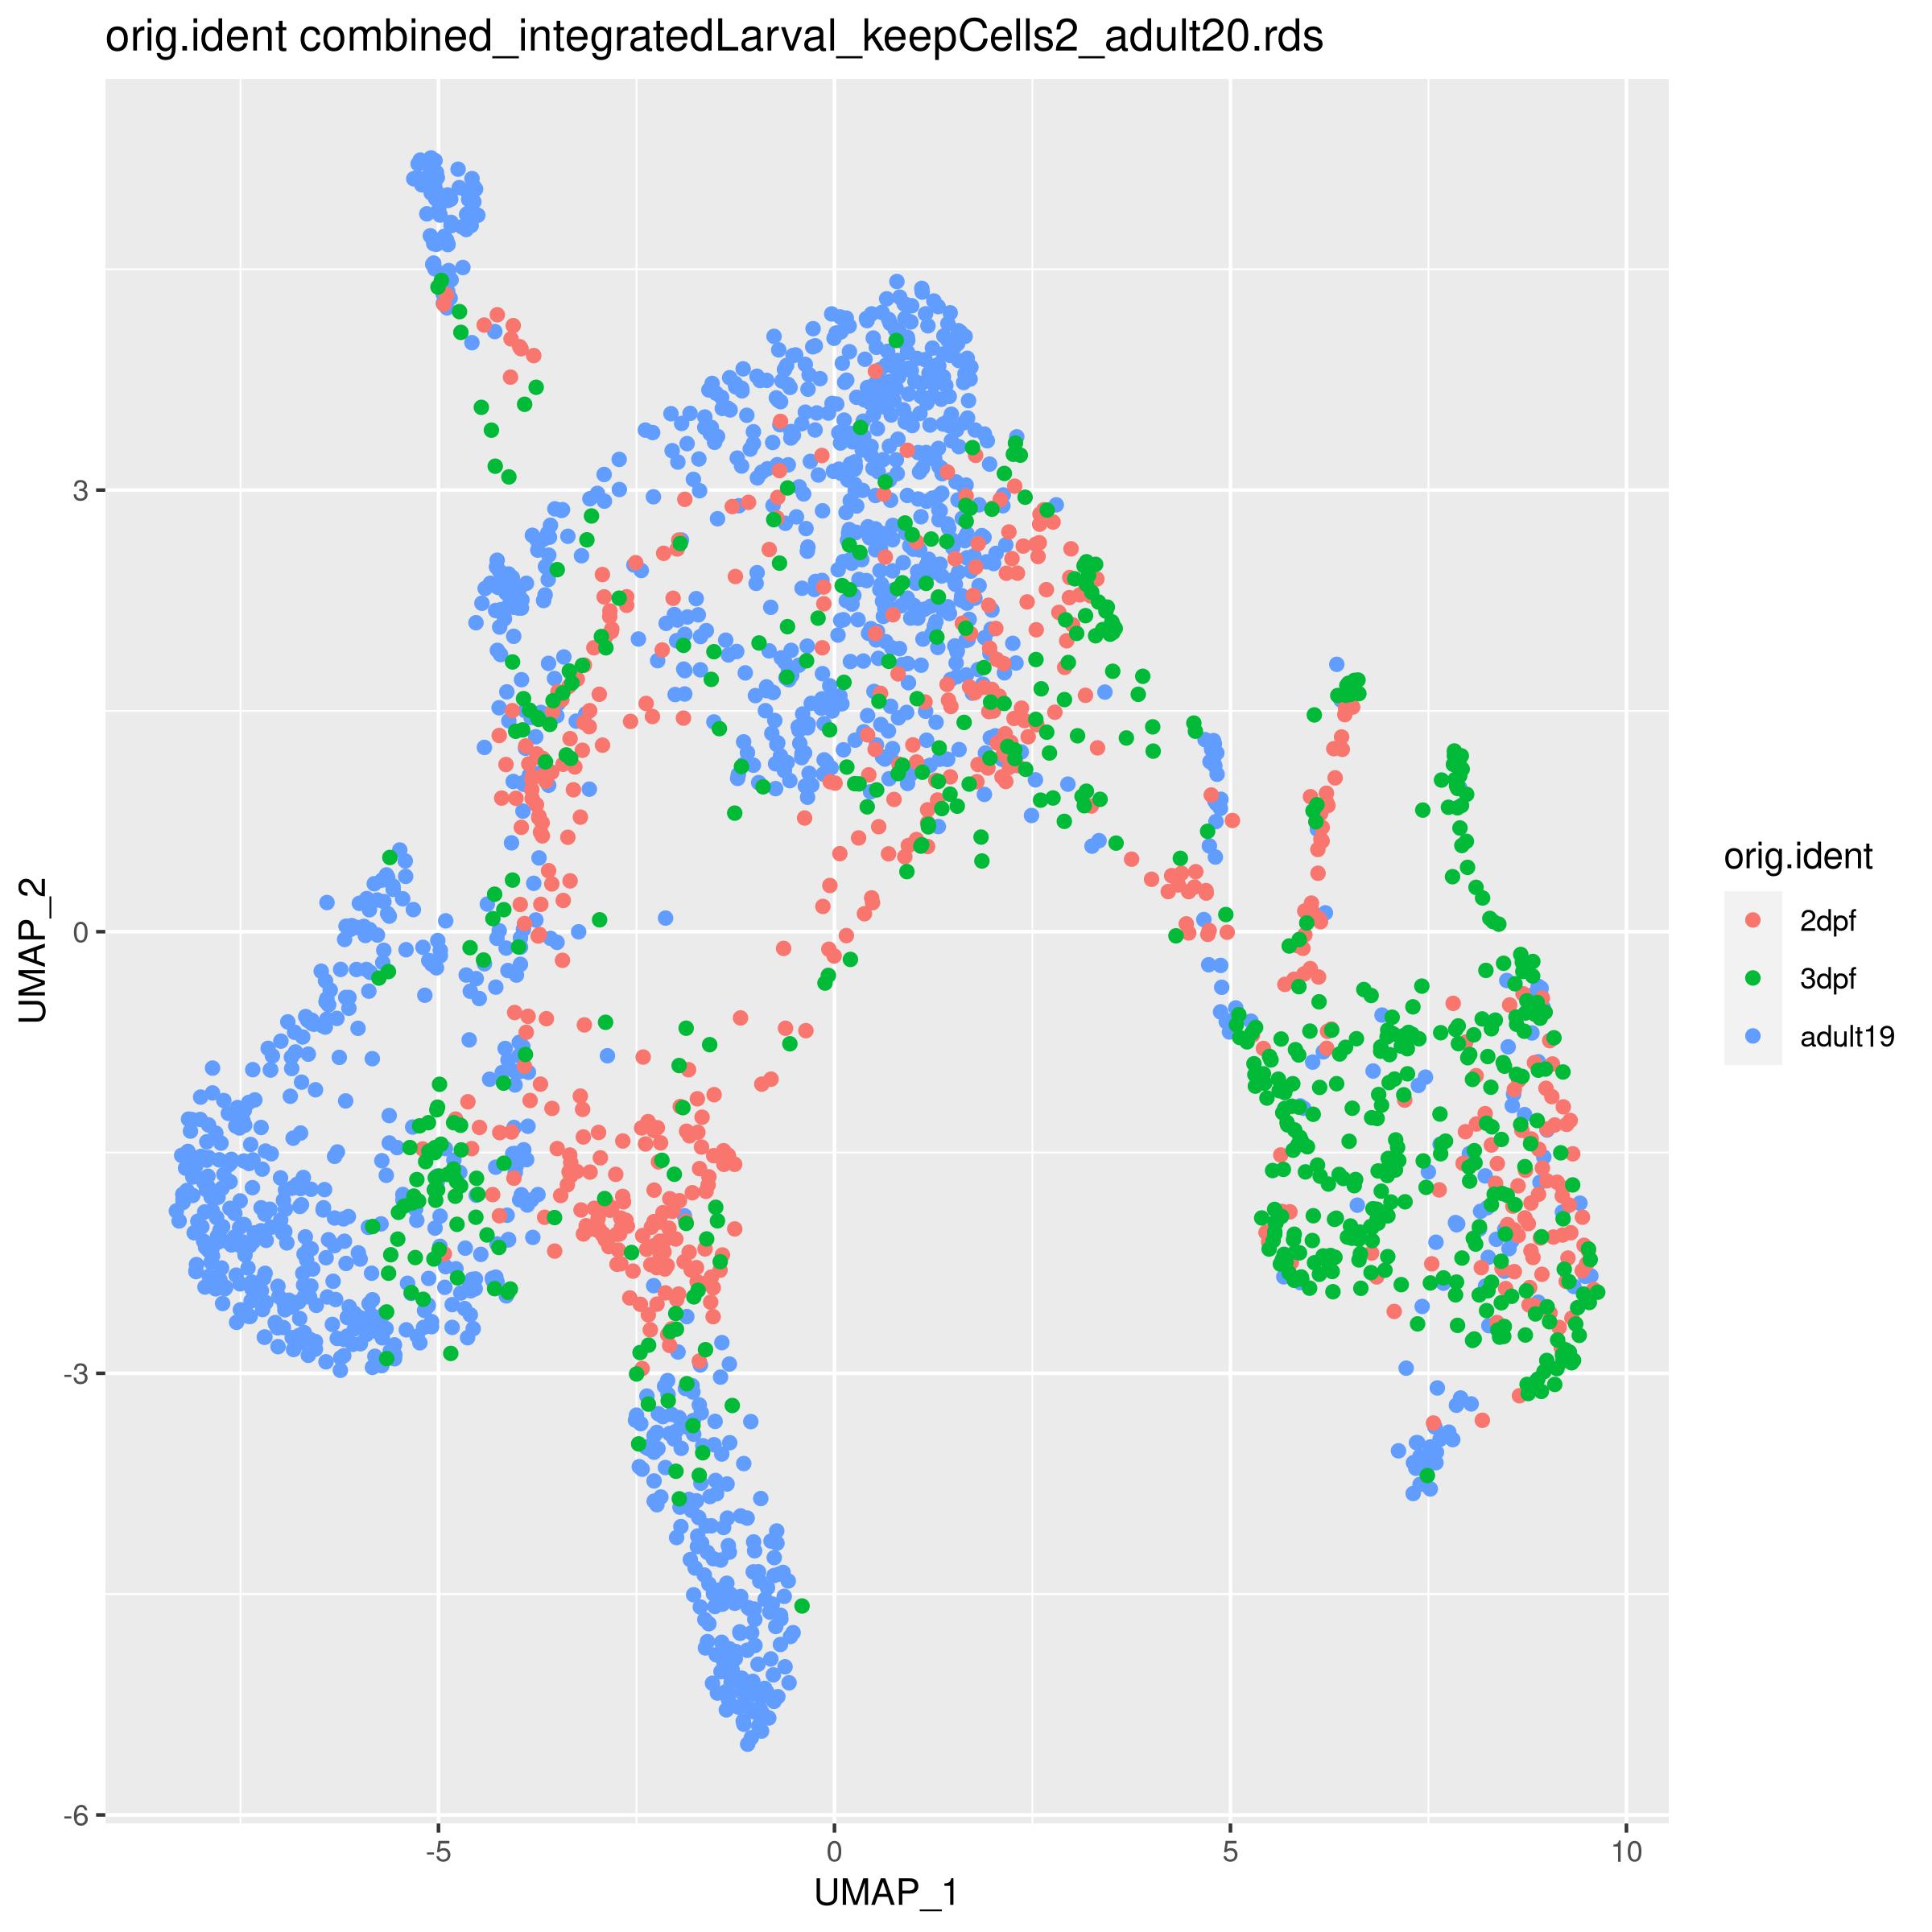 orig.ident combined_integratedLarval_keepCells2_adult20.rds
UMAP_2
3
0
-3
-6
-5
0
5
10
UMAP_1
orig.ident
2dpf
3dpf
adult19